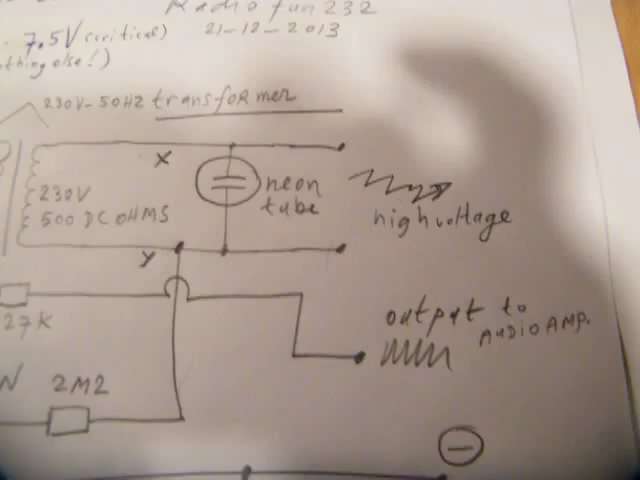 Radio fun 232
7.5V (critical) 21-12-2013
othing else!)
230V-50HZ transformer
X
neon
tube
230V
500 DC OHMS
high voltage
Y
27K
output to
AUDIO AMP.
N 2M2